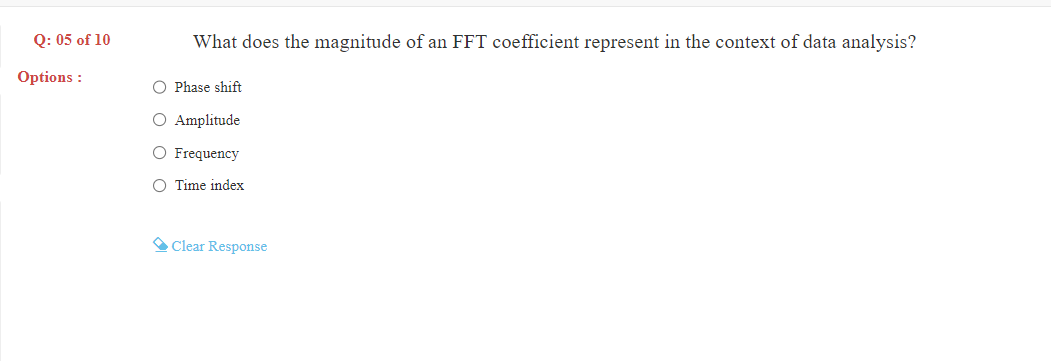 Q: 05 of 10
What does the magnitude of an FFT coefficient represent in the context of data analysis?
Options :
Phase shift
Amplitude
Frequency
Time index
Clear Response